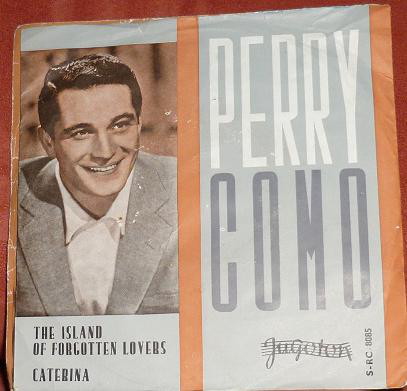 PERRY
COMO
THE ISLAND
OF FORGOTTEN LOVERS
CATERINA
Jugoton
S-RC-8085